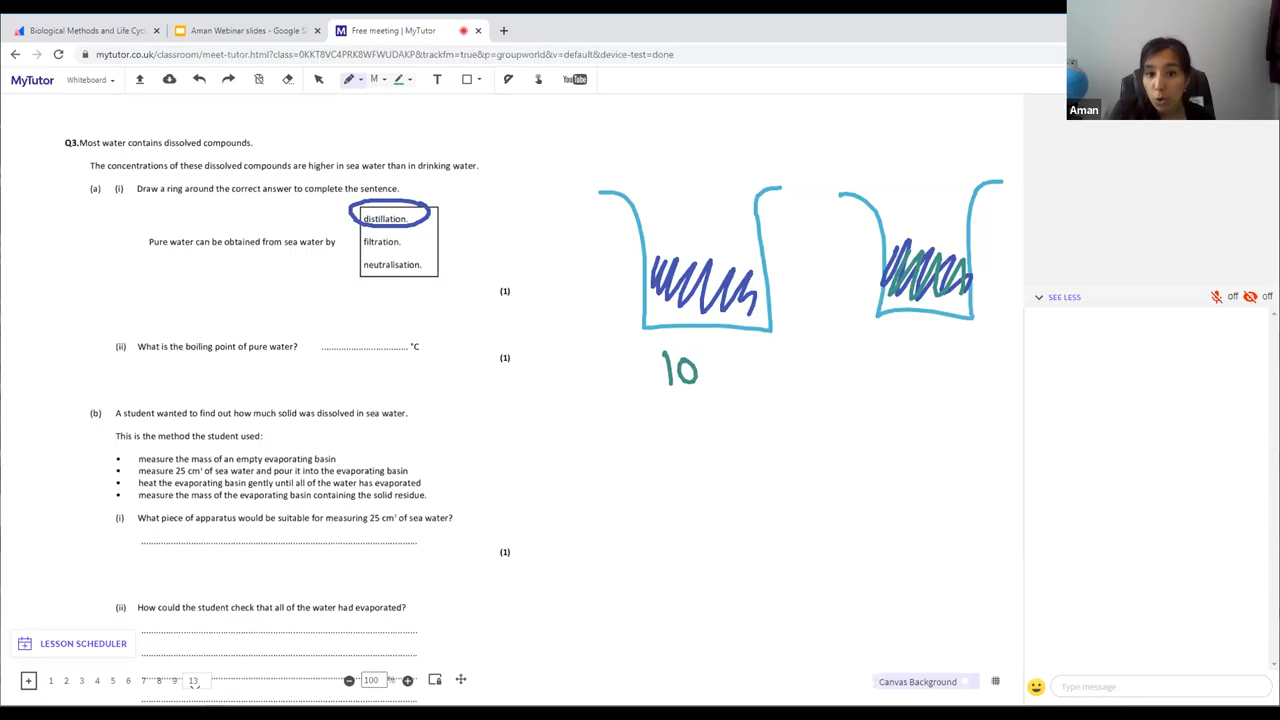 Biological Methods and Life Cyc
Aman Webinar slides - Google S
Free meeting | MyTutor
mytutor.co.uk/classroom/meet-tutor.html?class=0KKT8VC4PRK8WFWUDAKP&trackfm=true&p=groupworld&v=default&device-test=done
MyTutor Whiteboard M T YouTube
Aman
Q3.Most water contains dissolved compounds.
The concentrations of these dissolved compounds are higher in sea water than in drinking water.
(a) (i) Draw a ring around the correct answer to complete the sentence.
distillation.
Pure water can be obtained from sea water by filtration.
neutralisation.
(1)
SEE LESS off off
(ii) What is the boiling point of pure water? ................................ °C
(1)
10
(b) A student wanted to find out how much solid was dissolved in sea water.
This is the method the student used:
• measure the mass of an empty evaporating basin
• measure 25 cm³ of sea water and pour it into the evaporating basin
• heat the evaporating basin gently until all of the water has evaporated
• measure the mass of the evaporating basin containing the solid residue.
(i) What piece of apparatus would be suitable for measuring 25 cm³ of sea water?
(1)
(ii) How could the student check that all of the water had evaporated?
LESSON SCHEDULER
1 2 3 4 5 6 7 8 9 13 100 %
Canvas Background
Type message